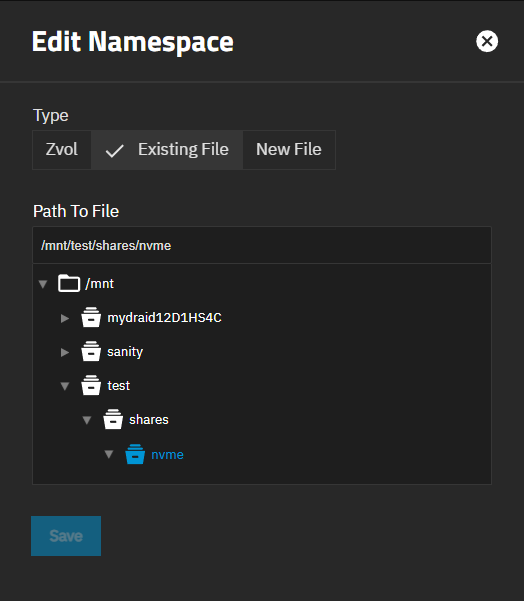 Edit Namespace
Type
Zvol Existing File New File
Path To File
/mnt/test/shares/nvme
/mnt
mydraid12D1HS4C
sanity
test
shares
nvme
Save